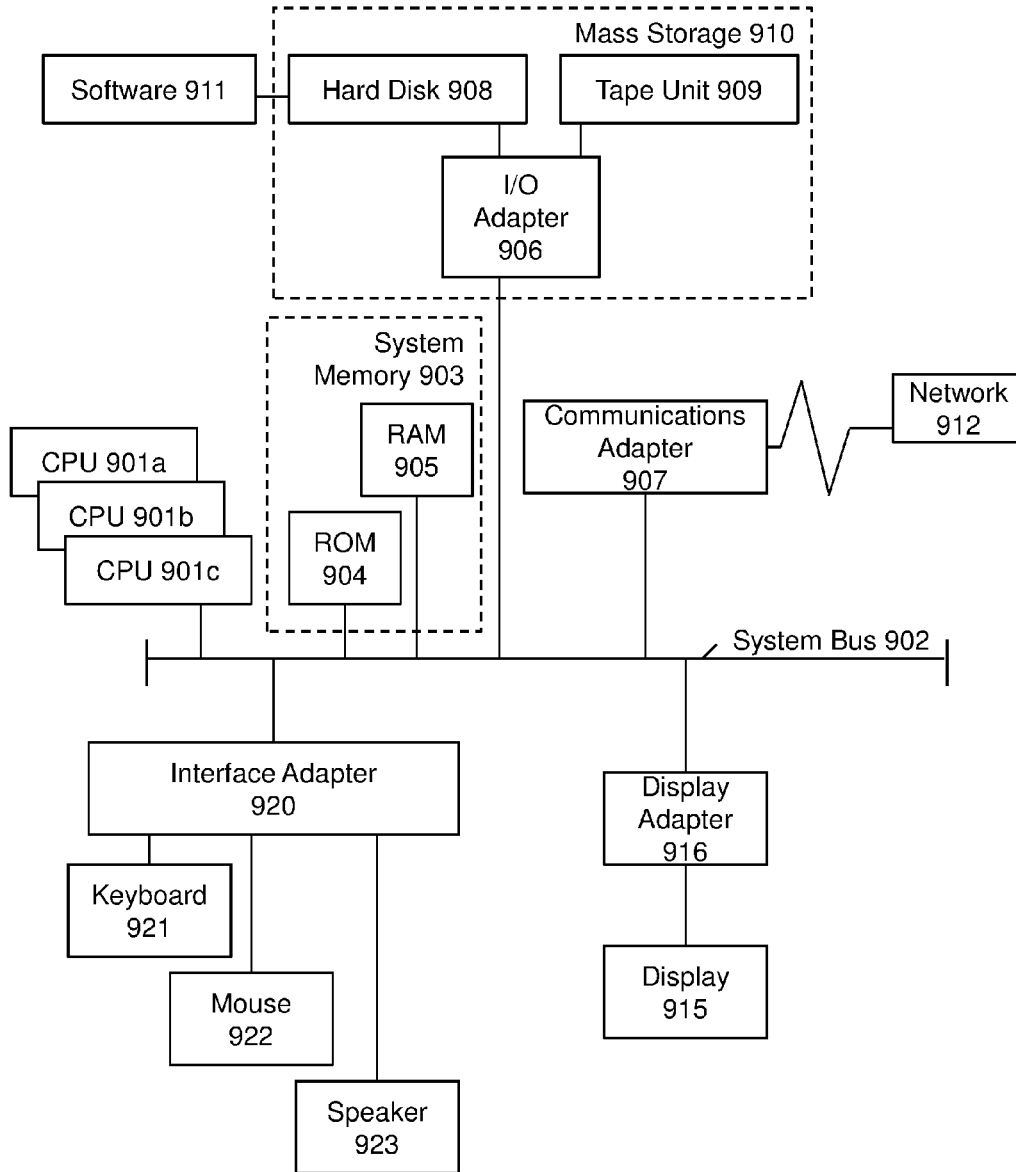 Mass Storage 910
Software 911
Hard Disk 908
Tape Unit 909
I/O
Adapter
906
System
Memory 903
RAM
905
ROM
904
Communications
Adapter
907
Network
912
CPU 901a
CPU 901b
CPU 901c
System Bus 902
Interface Adapter
920
Keyboard
921
Mouse
922
Speaker
923
Display
Adapter
916
Display
915